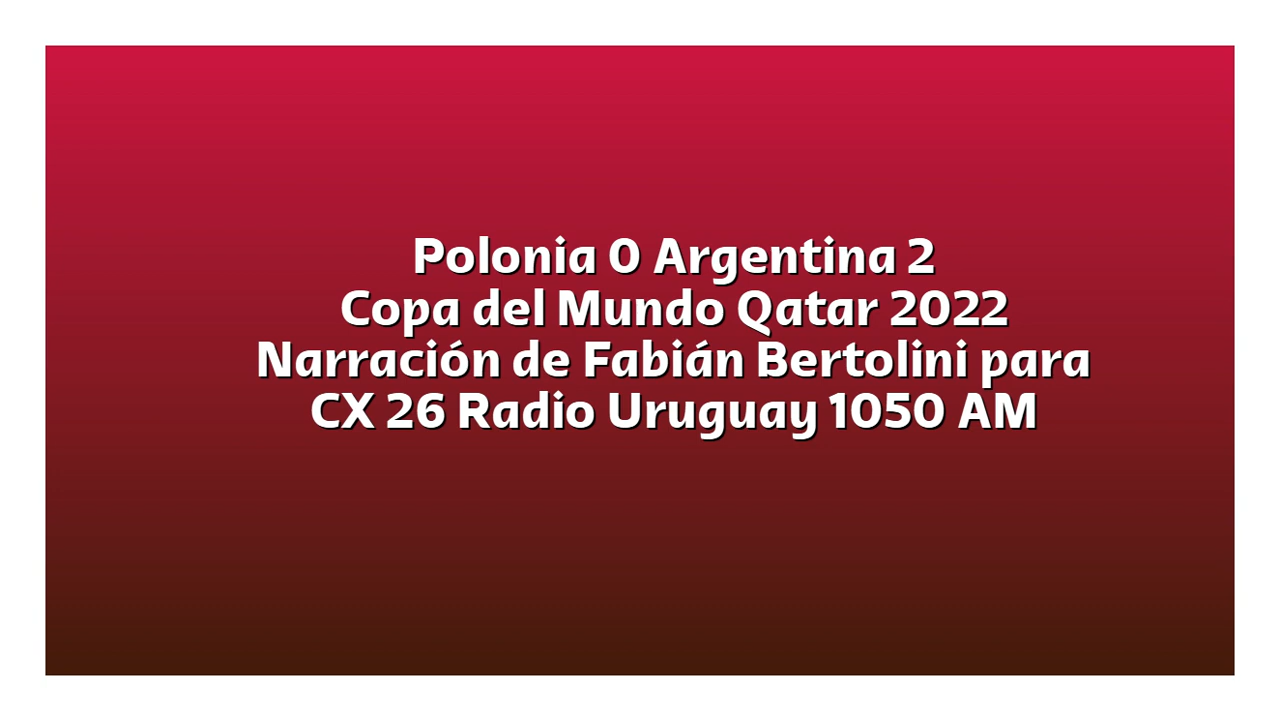 Polonia 0 Argentina 2
Copa del Mundo Qatar 2022
Narración de Fabián Bertolini para
CX 26 Radio Uruguay 1050 AM